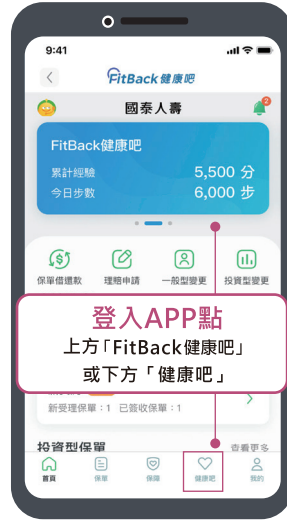 9:41
FitBack健康吧
2
國泰人壽
FitBack健康吧
累計經驗 5,500 分
今日步數 6,000 步
保單借還款 理賠申請 一般型變更 投資型變更
登入APP點
上方「FitBack健康吧」
或下方「健康吧」
新受理保單：1 已簽收保單：1
投資型保單 查看更多
首頁 保單 保障 健康吧 我的